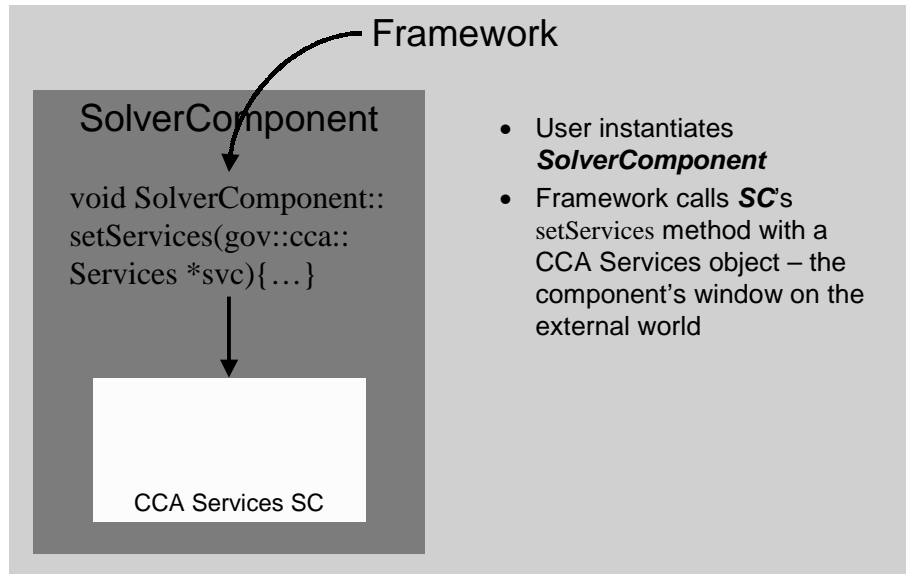 Framework
SolverComponent
void SolverComponent::
setServices(gov::cca::
Services *svc){…}
CCA Services SC
• User instantiates
SolverComponent
• Framework calls SC's
setServices method with a
CCA Services object – the
component's window on the
external world